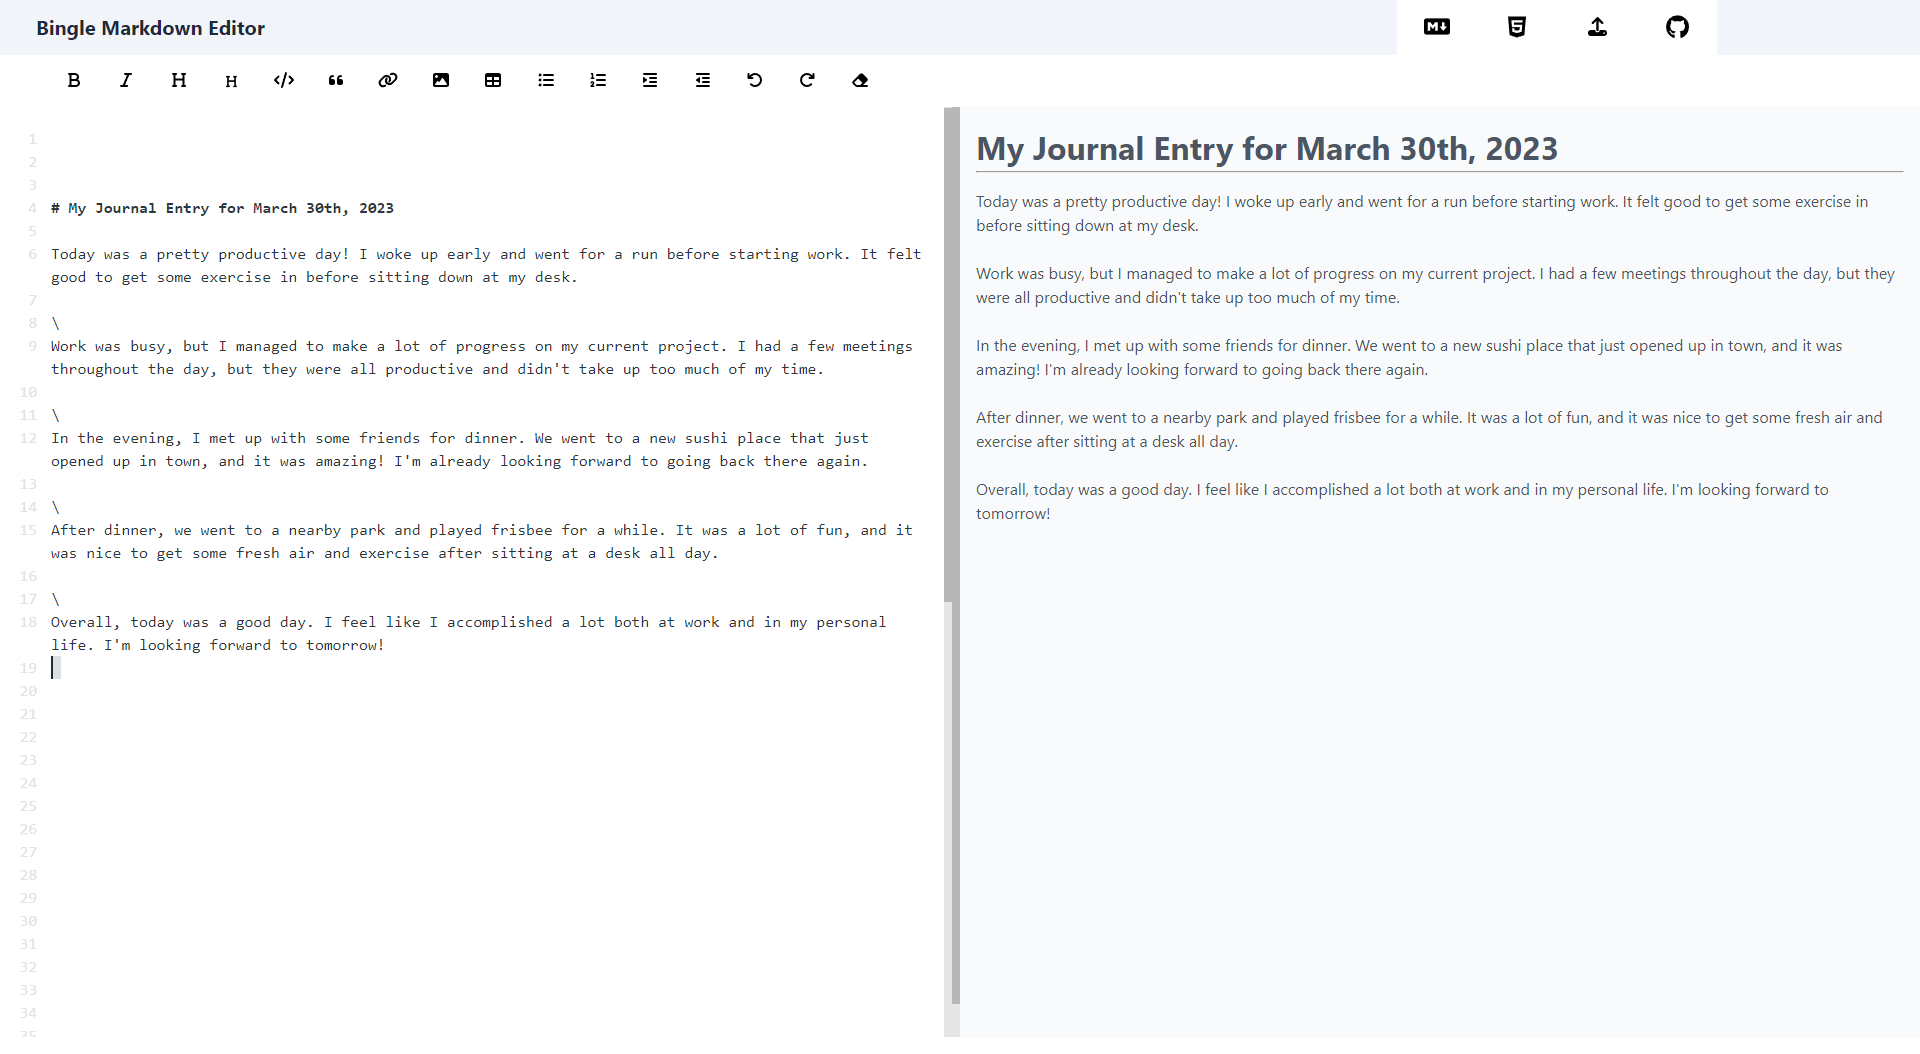 Bingle Markdown Editor
B I H H </>
1
2
3
4 # My Journal Entry for March 30th, 2023
5
6 Today was a pretty productive day! I woke up early and went for a run before starting work. It felt
good to get some exercise in before sitting down at my desk.
7
8 \
9 Work was busy, but I managed to make a lot of progress on my current project. I had a few meetings
throughout the day, but they were all productive and didn't take up too much of my time.
10
11 \
12 In the evening, I met up with some friends for dinner. We went to a new sushi place that just
opened up in town, and it was amazing! I'm already looking forward to going back there again.
13
14 \
15 After dinner, we went to a nearby park and played frisbee for a while. It was a lot of fun, and it
was nice to get some fresh air and exercise after sitting at a desk all day.
16
17 \
18 Overall, today was a good day. I feel like I accomplished a lot both at work and in my personal
life. I'm looking forward to tomorrow!
19
20
21
22
23
24
25
26
27
28
29
30
31
32
33
34
35
My Journal Entry for March 30th, 2023
Today was a pretty productive day! I woke up early and went for a run before starting work. It felt good to get some exercise in
before sitting down at my desk.
Work was busy, but I managed to make a lot of progress on my current project. I had a few meetings throughout the day, but they
were all productive and didn't take up too much of my time.
In the evening, I met up with some friends for dinner. We went to a new sushi place that just opened up in town, and it was
amazing! I'm already looking forward to going back there again.
After dinner, we went to a nearby park and played frisbee for a while. It was a lot of fun, and it was nice to get some fresh air and
exercise after sitting at a desk all day.
Overall, today was a good day. I feel like I accomplished a lot both at work and in my personal life. I'm looking forward to
tomorrow!